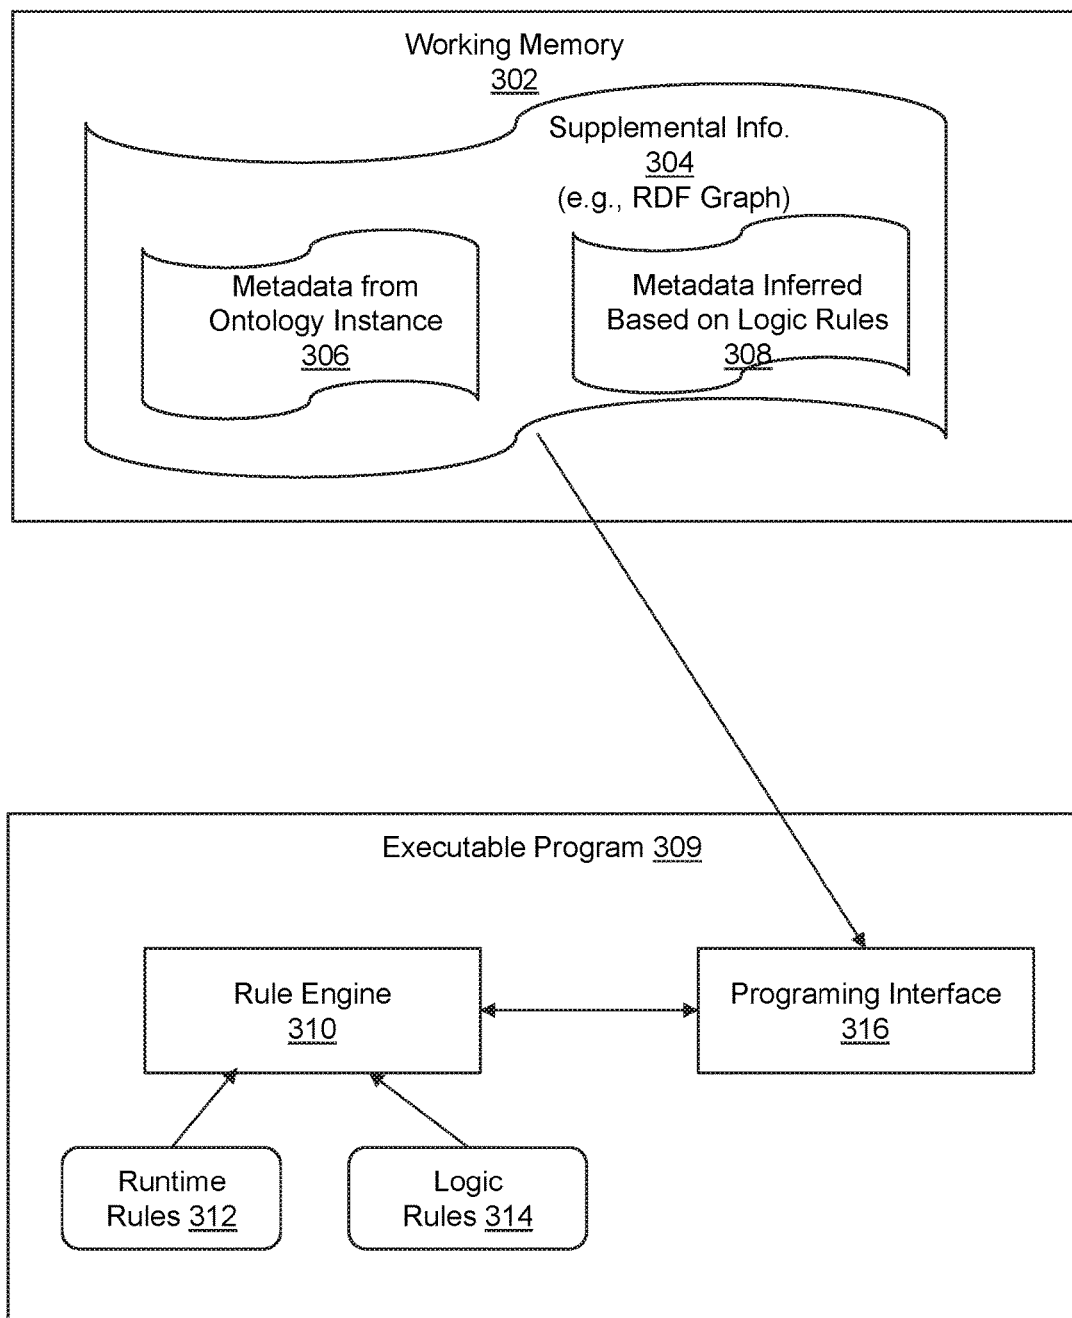 Working Memory
302
Supplemental Info.
304
(e.g., RDF Graph)
Metadata from
Ontology Instance
306
Metadata Inferred
Based on Logic Rules
308
Executable Program 309
Rule Engine
310
Programing Interface
316
Runtime
Rules 312
Logic
Rules 314